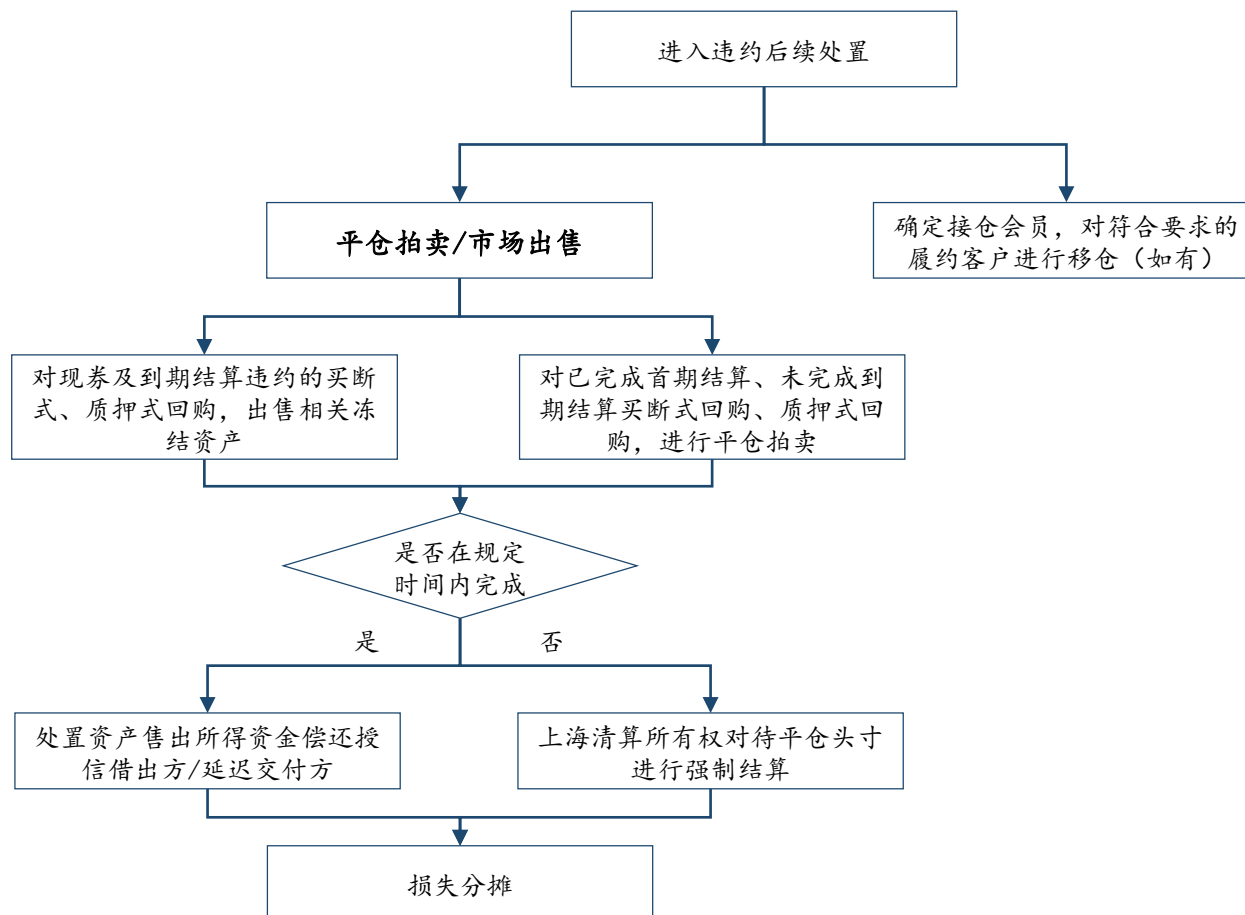 进入违约后续处置
平仓拍卖/市场出售
确定接仓会员，对符合要求的
履约客户进行移仓（如有）
对现券及到期结算违约的买断
式、质押式回购，出售相关冻
结资产
对已完成首期结算、未完成到
期结算买断式回购、质押式回
购，进行平仓拍卖
是否在规定
时间内完成
是
否
处置资产售出所得资金偿还授
信借出方/延迟交付方
上海清算所有权对待平仓头寸
进行强制结算
损失分摊